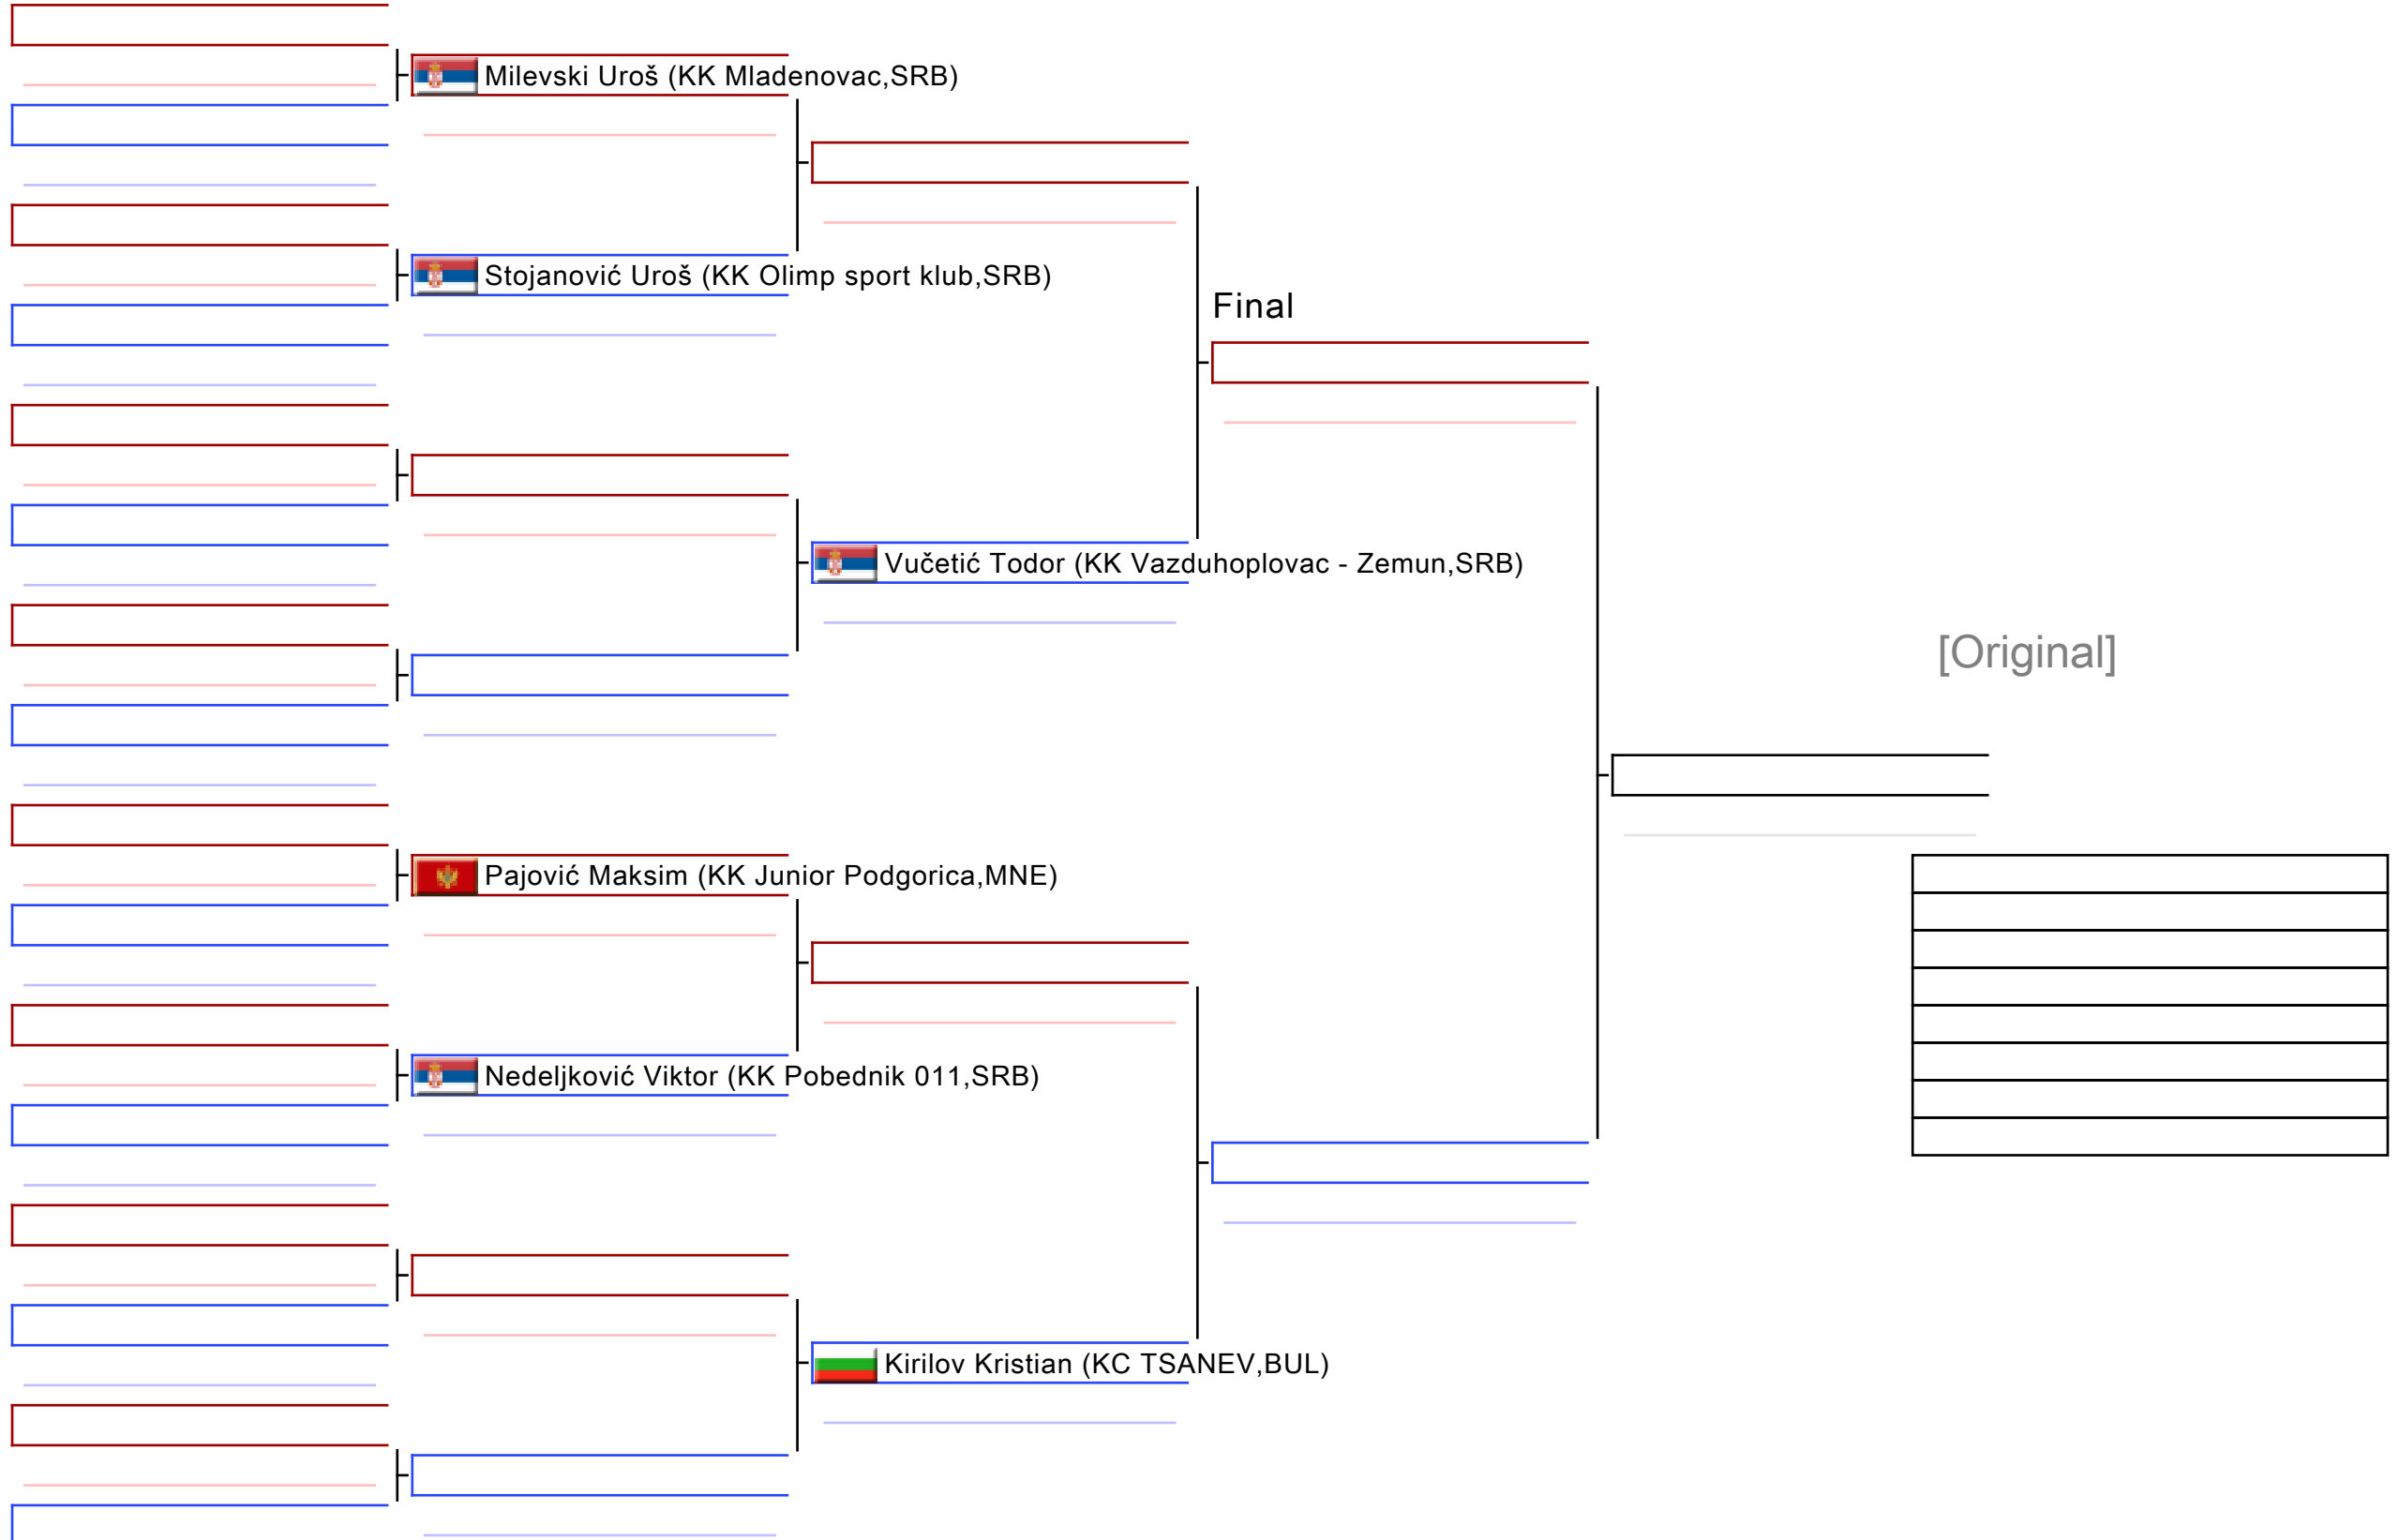 Milevski Uroš (KK Mladenovac,SRB)
Stojanović Uroš (KK Olimp sport klub,SRB)
Final
Vučetić Todor (KK Vazduhoplovac - Zemun,SRB)
[Original]
Pajović Maksim (KK Junior Podgorica,MNE)
Nedeljković Viktor (KK Pobednik 011,SRB)
Kirilov Kristian (KC TSANEV,BUL)